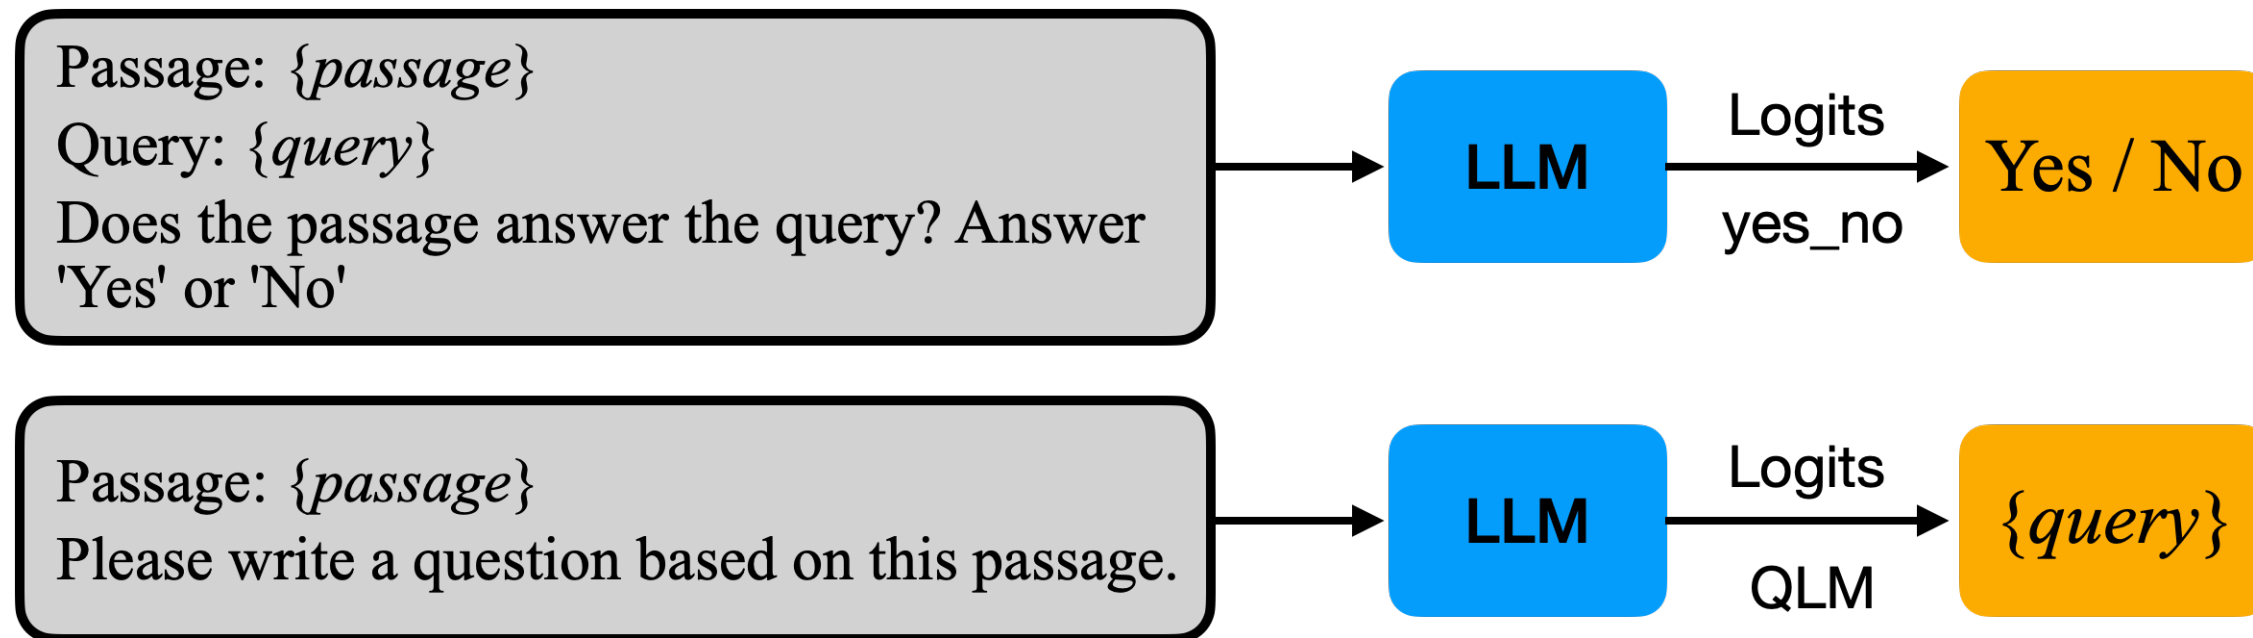 Passage: {passage}
Query: {query}
Does the passage answer the query? Answer
'Yes' or 'No'
LLM
Logits
yes_no
Yes / No
Passage: {passage}
Please write a question based on this passage.
LLM
Logits
QLM
{query}